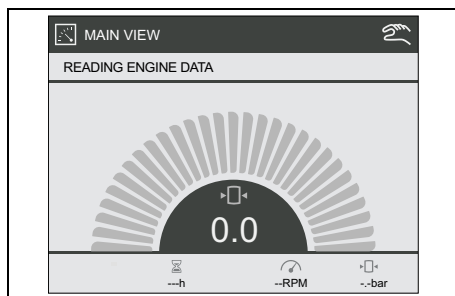 MAIN VIEW
READING ENGINE DATA
0.0
---h
--RPM
-.-bar